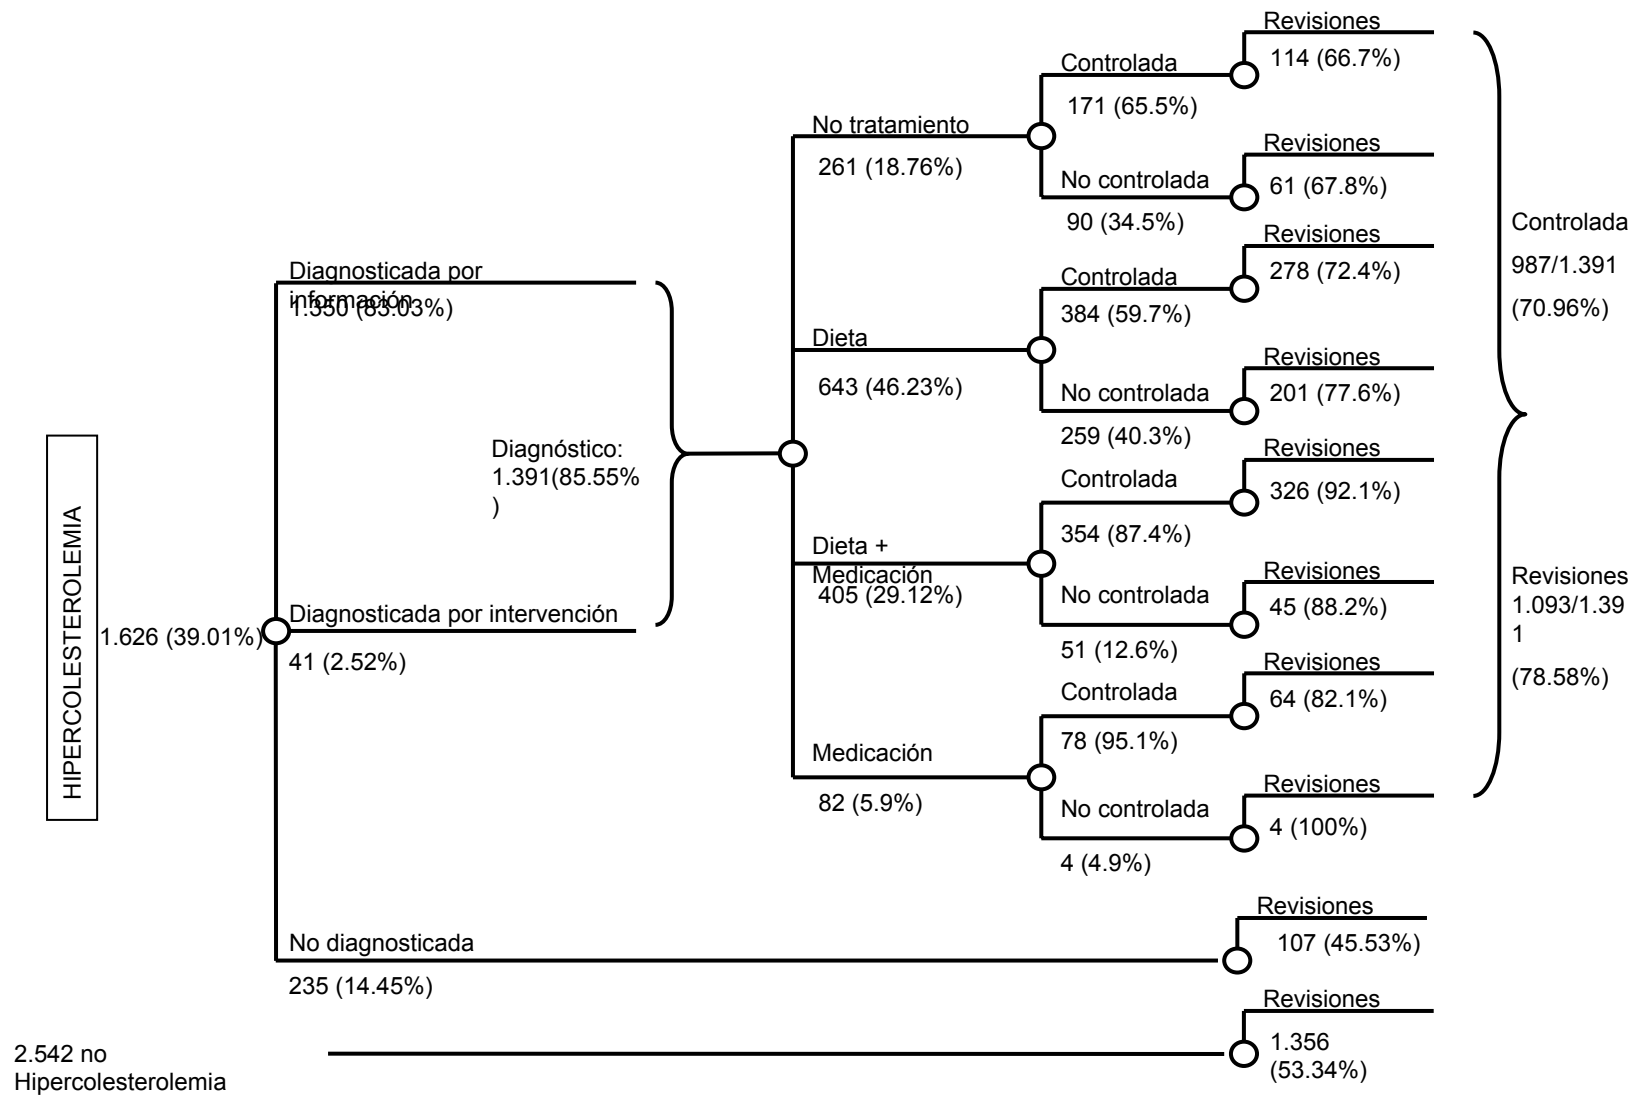 HIPERCOLESTEROLEMIA
1.626 (39.01%)
Diagnosticada por
información
1.350 (83.03%)
Diagnóstico:
1.391(85.55%
)
Diagnosticada por intervención
41 (2.52%)
No diagnosticada
235 (14.45%)
No tratamiento
261 (18.76%)
Dieta
643 (46.23%)
Dieta +
Medicación
405 (29.12%)
Medicación
82 (5.9%)
Controlada
171 (65.5%)
No controlada
90 (34.5%)
Controlada
384 (59.7%)
No controlada
259 (40.3%)
Controlada
354 (87.4%)
No controlada
51 (12.6%)
Controlada
78 (95.1%)
No controlada
4 (4.9%)
Revisiones
114 (66.7%)
Revisiones
61 (67.8%)
Revisiones
278 (72.4%)
Revisiones
201 (77.6%)
Revisiones
326 (92.1%)
Revisiones
45 (88.2%)
Revisiones
64 (82.1%)
Revisiones
4 (100%)
Revisiones
107 (45.53%)
Revisiones
1.356
(53.34%)
Controlada
987/1.391
(70.96%)
Revisiones
1.093/1.39
1
(78.58%)
2.542 no
Hipercolesterolemia